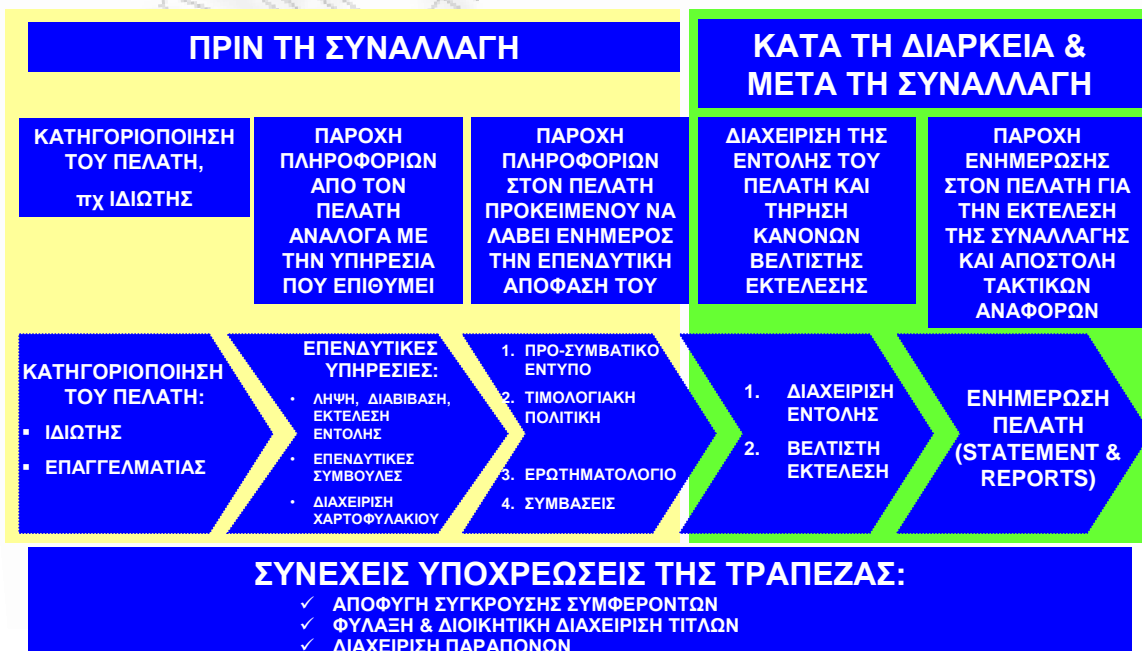 ΠΡΙΝ ΤΗ ΣΥΝΑΛΛΑΓΗ
ΚΑΤΑ ΤΗ ΔΙΑΡΚΕΙΑ &
ΜΕΤΑ ΤΗ ΣΥΝΑΛΛΑΓΗ
ΚΑΤΗΓΟΡΙΟΠΟΙΗΣΗ
ΤΟΥ ΠΕΛΑΤΗ,
πχ ΙΔΙΩΤΗΣ
ΠΑΡΟΧΗ
ΠΛΗΡΟΦΟΡΙΩΝ
ΑΠΟ ΤΟΝ
ΠΕΛΑΤΗ
ΑΝΑΛΟΓΑ ΜΕ
ΤΗΝ ΥΠΗΡΕΣΙΑ
ΠΟΥ ΕΠΙΘΥΜΕΙ
ΠΑΡΟΧΗ
ΠΛΗΡΟΦΟΡΙΩΝ
ΣΤΟΝ ΠΕΛΑΤΗ
ΠΡΟΚΕΙΜΕΝΟΥ ΝΑ
ΛΑΒΕΙ ΕΝΗΜΕΡΟΣ
ΤΗΝ ΕΠΕΝΔΥΤΙΚΗ
ΑΠΟΦΑΣΗ ΤΟΥ
ΔΙΑΧΕΙΡΙΣΗ ΤΗΣ
ΕΝΤΟΛΗΣ ΤΟΥ
ΠΕΛΑΤΗ ΚΑΙ
ΤΗΡΗΣΗ
ΚΑΝΟΝΩΝ
ΒΕΛΤΙΣΤΗΣ
ΕΚΤΕΛΕΣΗΣ
ΠΑΡΟΧΗ
ΕΝΗΜΕΡΩΣΗΣ
ΣΤΟΝ ΠΕΛΑΤΗ ΓΙΑ
ΤΗΝ ΕΚΤΕΛΕΣΗ
ΤΗΣ ΣΥΝΑΛΛΑΓΗΣ
ΚΑΙ ΑΠΟΣΤΟΛΗ
ΤΑΚΤΙΚΩΝ
ΑΝΑΦΟΡΩΝ
ΚΑΤΗΓΟΡΙΟΠΟΙΗΣΗ
ΤΟΥ ΠΕΛΑΤΗ:
▪ ΙΔΙΩΤΗΣ
▪ ΕΠΑΓΓΕΛΜΑΤΙΑΣ
ΕΠΕΝΔΥΤΙΚΕΣ
ΥΠΗΡΕΣΙΕΣ:
• ΛΗΨΗ, ΔΙΑΒΙΒΑΣΗ,
ΕΚΤΕΛΕΣΗ
ΕΝΤΟΛΗΣ
• ΕΠΕΝΔΥΤΙΚΕΣ
ΣΥΜΒΟΥΛΕΣ
• ΔΙΑΧΕΙΡΙΣΗ
ΧΑΡΤΟΦΥΛΑΚΙΟΥ
1. ΠΡΟ-ΣΥΜΒΑΤΙΚΟ
ΕΝΤΥΠΟ
2. ΤΙΜΟΛΟΓΙΑΚΗ
ΠΟΛΙΤΙΚΗ
3. ΕΡΩΤΗΜΑΤΟΛΟΓΙΟ
4. ΣΥΜΒΑΣΕΙΣ
1. ΔΙΑΧΕΙΡΙΣΗ
ΕΝΤΟΛΗΣ
2. ΒΕΛΤΙΣΤΗ
ΕΚΤΕΛΕΣΗ
ΕΝΗΜΕΡΩΣΗ
ΠΕΛΑΤΗ
(STATEMENT &
REPORTS)
ΣΥΝΕΧΕΙΣ ΥΠΟΧΡΕΩΣΕΙΣ ΤΗΣ ΤΡΑΠΕΖΑΣ:
✓ ΑΠΟΦΥΓΗ ΣΥΓΚΡΟΥΣΗΣ ΣΥΜΦΕΡΟΝΤΩΝ
✓ ΦΥΛΑΞΗ & ΔΙΟΙΚΗΤΙΚΗ ΔΙΑΧΕΙΡΙΣΗ ΤΙΤΛΩΝ
✓ ΔΙΑΧΕΙΡΙΣΗ ΠΑΡΑΠΟΝΩΝ